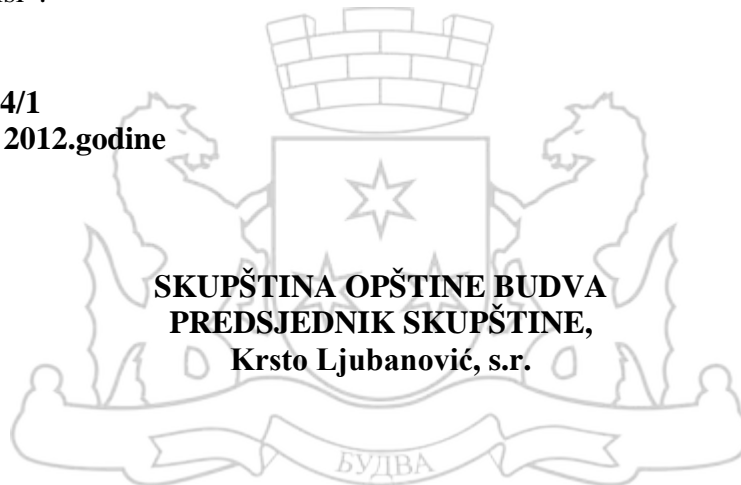 4/1
2012.godine
SKUPŠTINA OPŠTINE BUDVA
PREDSJEDNIK SKUPŠTINE,
Krsto Ljubanović, s.r.
БУДВА